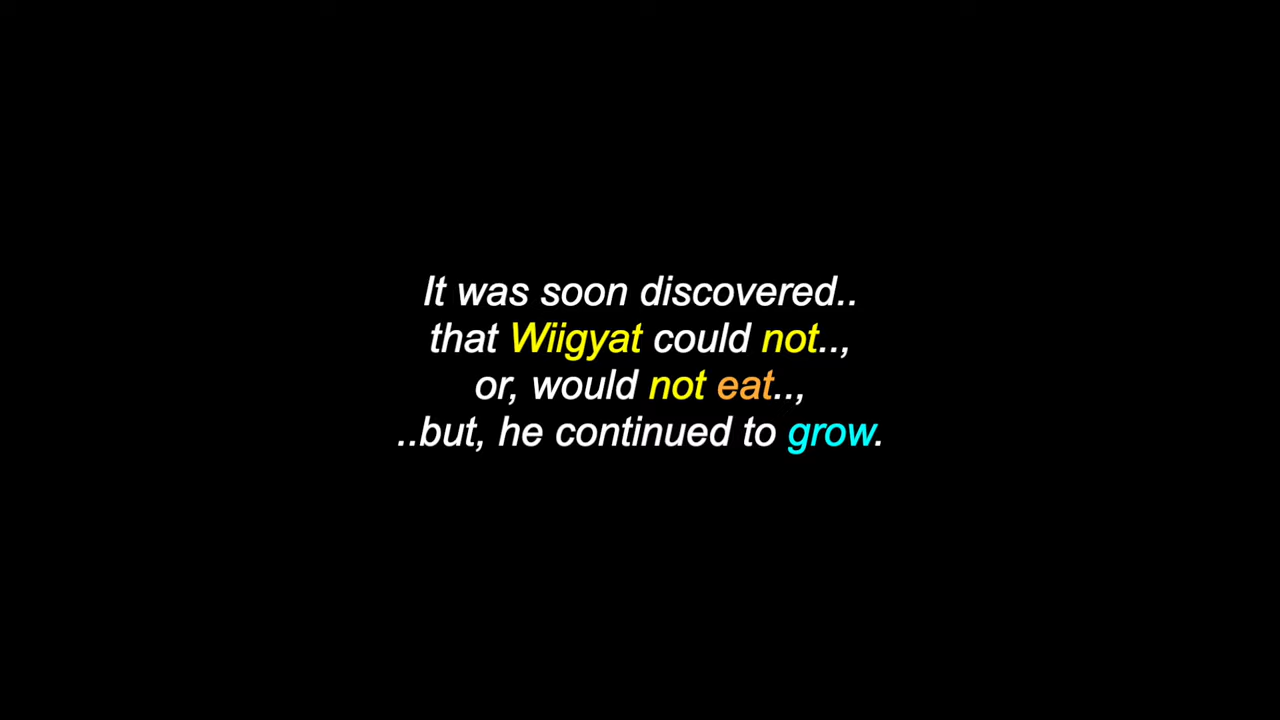 It was soon discovered..
that Wiigyat could not..,
or, would not eat..,
..but, he continued to grow.